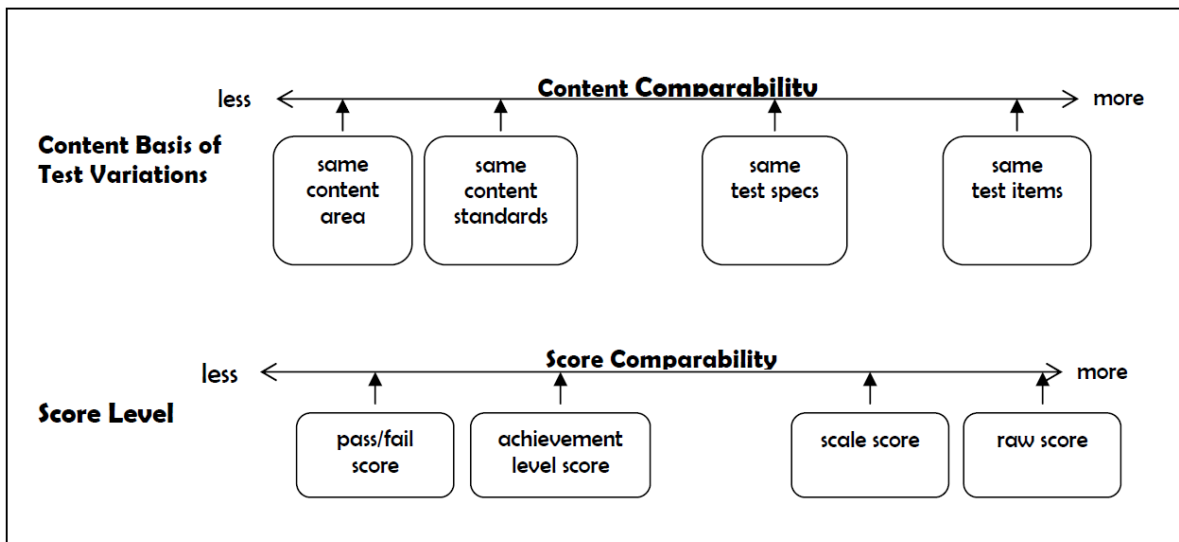 Content Comparability
less
more
Content Basis of
Test Variations
same
content
area
same
content
standards
same
test specs
same
test items
Score Comparability
less
more
Score Level
pass/fail
score
achievement
level score
scale score
raw score